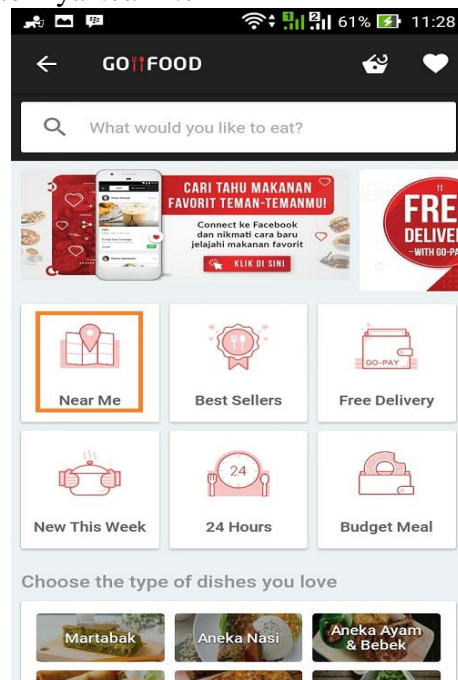 61% 11:28
GO FOOD
What would you like to eat?
CARI TAHU MAKANAN
FAVORIT TEMAN-TEMANMU!
Connect ke Facebook
dan nikmati cara baru
jelajahi makanan favorit
KLIK DI SINI
FRE
DELIVE
-WITH GO-PA
Near Me
Best Sellers
GO-PAY
Free Delivery
New This Week
24
24 Hours
Budget Meal
Choose the type of dishes you love
Martabak
Aneka Nasi
Aneka Ayam
& Bebek